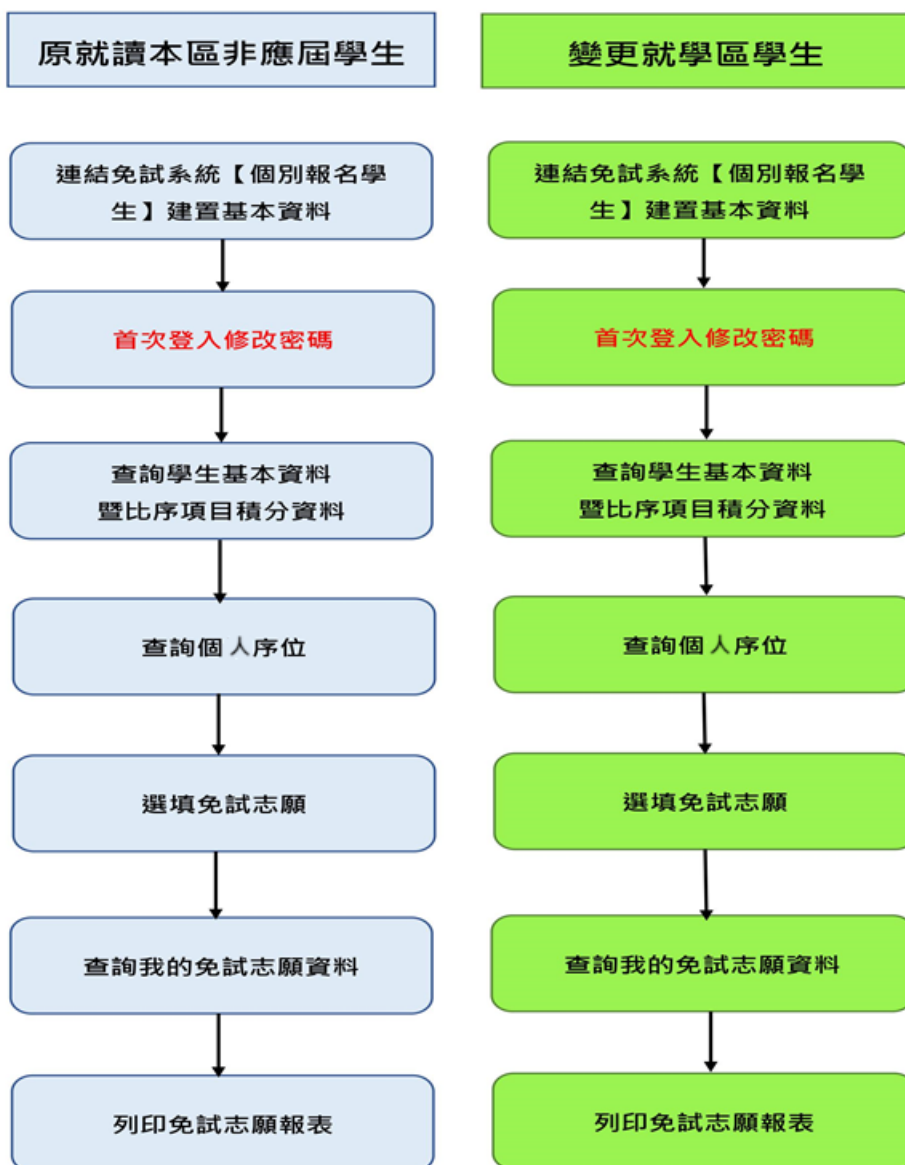 原就讀本區非應屆學生
連結免試系統【個別報名學
生】建置基本資料
首次登入修改密碼
查詢學生基本資料
暨比序項目積分資料
查詢個人序位
選填免試志願
查詢我的免試志願資料
列印免試志願報表
變更就學區學生
連結免試系統【個別報名學
生】建置基本資料
首次登入修改密碼
查詢學生基本資料
暨比序項目積分資料
查詢個人序位
選填免試志願
查詢我的免試志願資料
列印免試志願報表